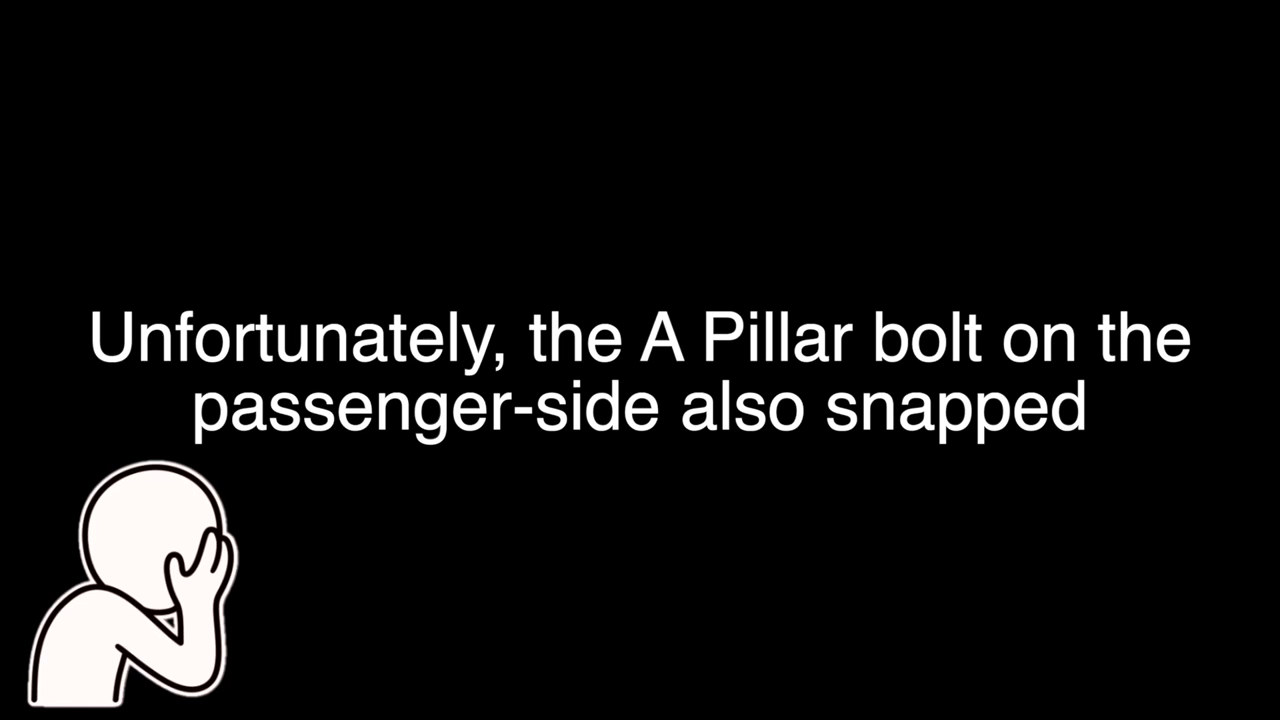 Unfortunately, the A Pillar bolt on the
passenger-side also snapped